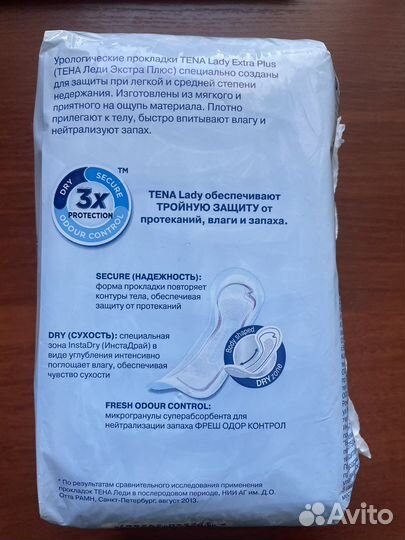 Урологические прокладки TENA Lady Extra Plus
(ТЕНА Леди Экстра Плюс) специально созданы
для защиты при легкой и средней степени
недержания. Изготовлены из мягкого и
приятного на ощупь материала. Плотно
прилегают к телу, быстро впитывают влагу и
нейтрализуют запах.
DRY SECURE
TM
3x
PROTECTION
ODOUR CONTROL
TENA Lady обеспечивают
ТРОЙНУЮ ЗАЩИТУ от
протеканий, влаги и запаха.
SECURE (НАДЕЖНОСТЬ):
форма прокладки повторяет
контуры тела, обеспечивая
защиту от протеканий
DRY (СУХОСТЬ): специальная
зона InstaDry (ИнстаДрай) в
виде углубления интенсивно
поглощает влагу, обеспечивая
чувство сухости
Body shaped
DRY zone
FRESH ODOUR CONTROL:
микрогранулы суперабсорбента для
нейтрализации запаха ФРЕШ ОДОР КОНТРОЛ
* По результатам сравнительного исследования применения
прокладок ТЕНА Леди в послеродовом периоде, НИИ АГ им. Д.О.
Отта РАМН, Санкт-Петербург, август 2013.
Avito